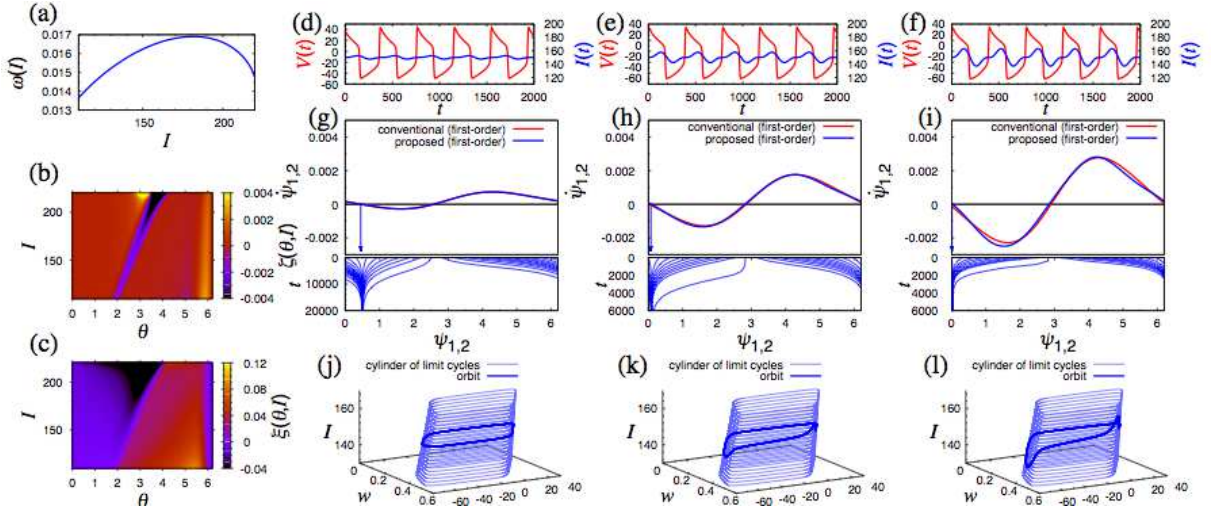 (a)
ω(I)
0.017
0.016
0.015
0.014
0.013
150
200
I
(b)
I
200
150
0 1 2 3 4 5 6
θ
0.004
0.002
0
-0.002
-0.004
ζ(θ,I)
(c)
I
200
150
0 1 2 3 4 5 6
θ
0.12
0.08
0.04
0
-0.04
ξ(θ,I)
(d)
V(t)
40
20
0
-20
-40
-60
200
180
160
140
120
I(t)
0 500 1000 1500 2000
t
(e)
V(t)
40
20
0
-20
-40
-60
200
180
160
140
120
I(t)
0 500 1000 1500 2000
t
(f)
V(t)
40
20
0
-20
-40
-60
200
180
160
140
120
I(t)
0 500 1000 1500 2000
t
(g)
conventional (first-order)
proposed (first-order)
0.004
0.002
0
-0.002
ψ̇1,2
0
10000
20000
t
0 1 2 3 4 5 6
ψ1,2
(h)
conventional (first-order)
proposed (first-order)
0.004
0.002
0
-0.002
ψ̇1,2
0
2000
4000
6000
t
0 1 2 3 4 5 6
ψ1,2
(i)
conventional (first-order)
proposed (first-order)
0.004
0.002
0
-0.002
ψ̇1,2
0
2000
4000
6000
t
0 1 2 3 4 5 6
ψ1,2
(j)
cylinder of limit cycles
orbit
160
140
I
0 0.2 0.4 0.6
w
-60 -40 -20 0 20 40
(k)
cylinder of limit cycles
orbit
160
140
I
0 0.2 0.4 0.6
w
-60 -40 -20 0 20 40
(l)
cylinder of limit cycles
orbit
160
140
I
0 0.2 0.4 0.6
w
-60 -40 -20 0 20 40